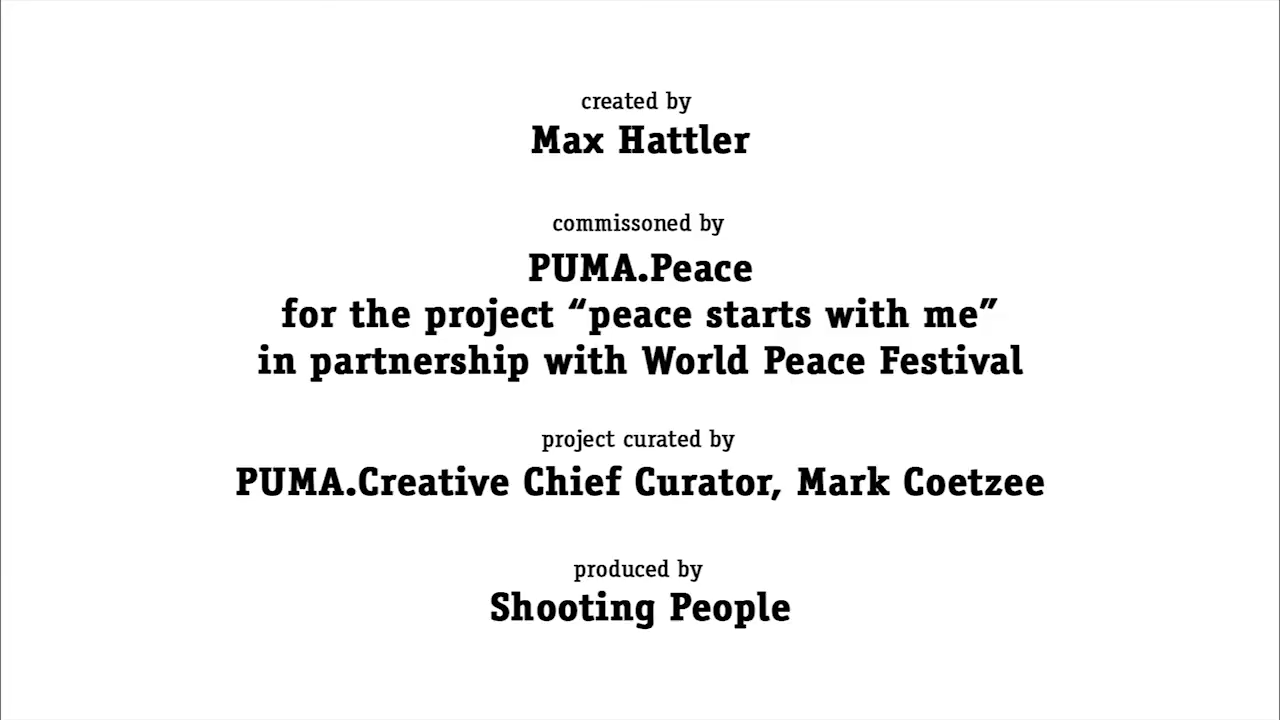 created by
Max Hattler
commissoned by
PUMA.Peace
for the project “peace starts with me”
in partnership with World Peace Festival
project curated by
PUMA.Creative Chief Curator, Mark Coetzee
produced by
Shooting People